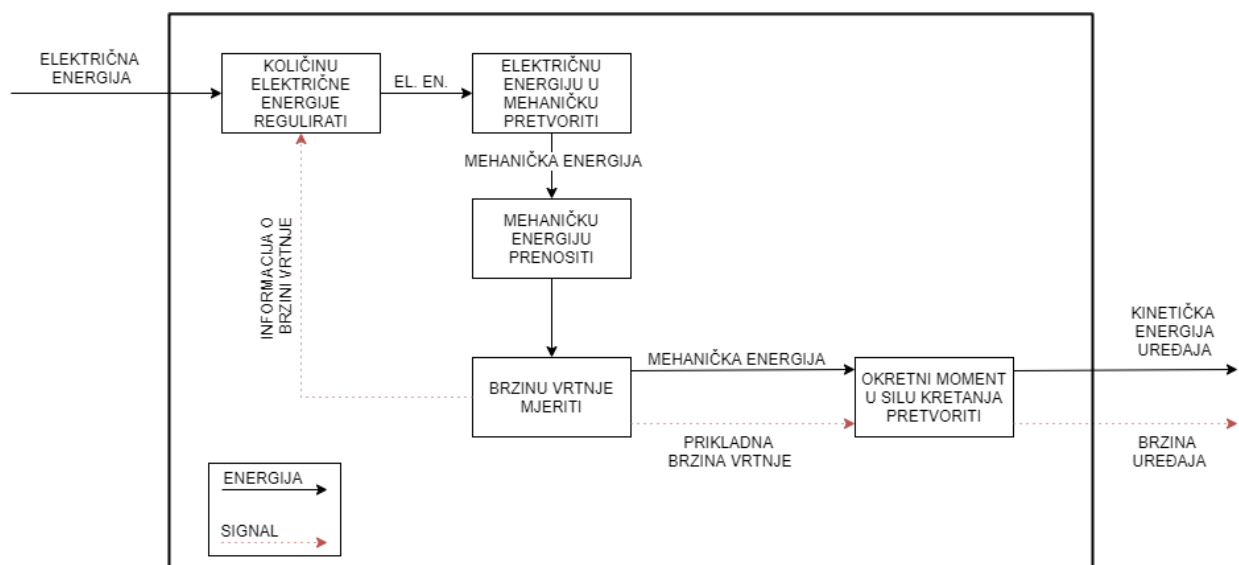 ELEKTRIČNA
ENERGIJA
KOLIČINU
ELEKTRIČNE
ENERGIJE
REGULIRATI
EL. EN.
ELEKTRIČNU
ENERGIJU U
MEHANIČKU
PRETVORITI
MEHANIČKA ENERGIJA
MEHANIČKU
ENERGIJU
PRENOSITI
INFORMACIJA O
BRZINI VRTNJE
BRZINU VRTNJE
MJERITI
MEHANIČKA ENERGIJA
PRIKLADNA
BRZINA VRTNJE
OKRETNI MOMENT
U SILU KRETANJA
PRETVORITI
KINETIČKA
ENERGIJA
UREĐAJA
BRZINA
UREĐAJA
ENERGIJA
SIGNAL